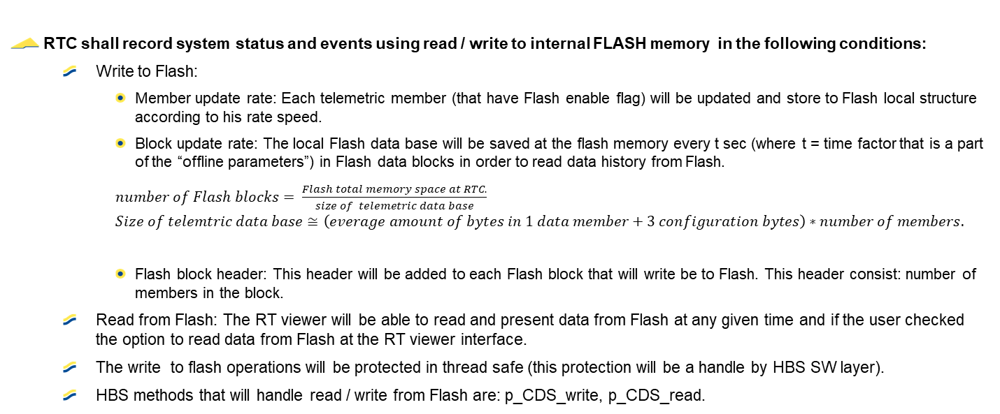 RTC shall record system status and events using read / write to internal FLASH memory in the following conditions:
Write to Flash:
Member update rate: Each telemetric member (that have Flash enable flag) will be updated and store to Flash local structure
according to his rate speed.
Block update rate: The local Flash data base will be saved at the flash memory every t sec (where t = time factor that is a part
of the “offline parameters”) in Flash data blocks in order to read data history from Flash.
number of Flash blocks = Flash total memory space at RTC. / size of telemetric data base
Size of telemtric data base ≅ (everage amount of bytes in 1 data member + 3 configuration bytes) ∗ number of members.
Flash block header: This header will be added to each Flash block that will write be to Flash. This header consist: number of
members in the block.
Read from Flash: The RT viewer will be able to read and present data from Flash at any given time and if the user checked
the option to read data from Flash at the RT viewer interface.
The write to flash operations will be protected in thread safe (this protection will be a handle by HBS SW layer).
HBS methods that will handle read / write from Flash are: p_CDS_write, p_CDS_read.